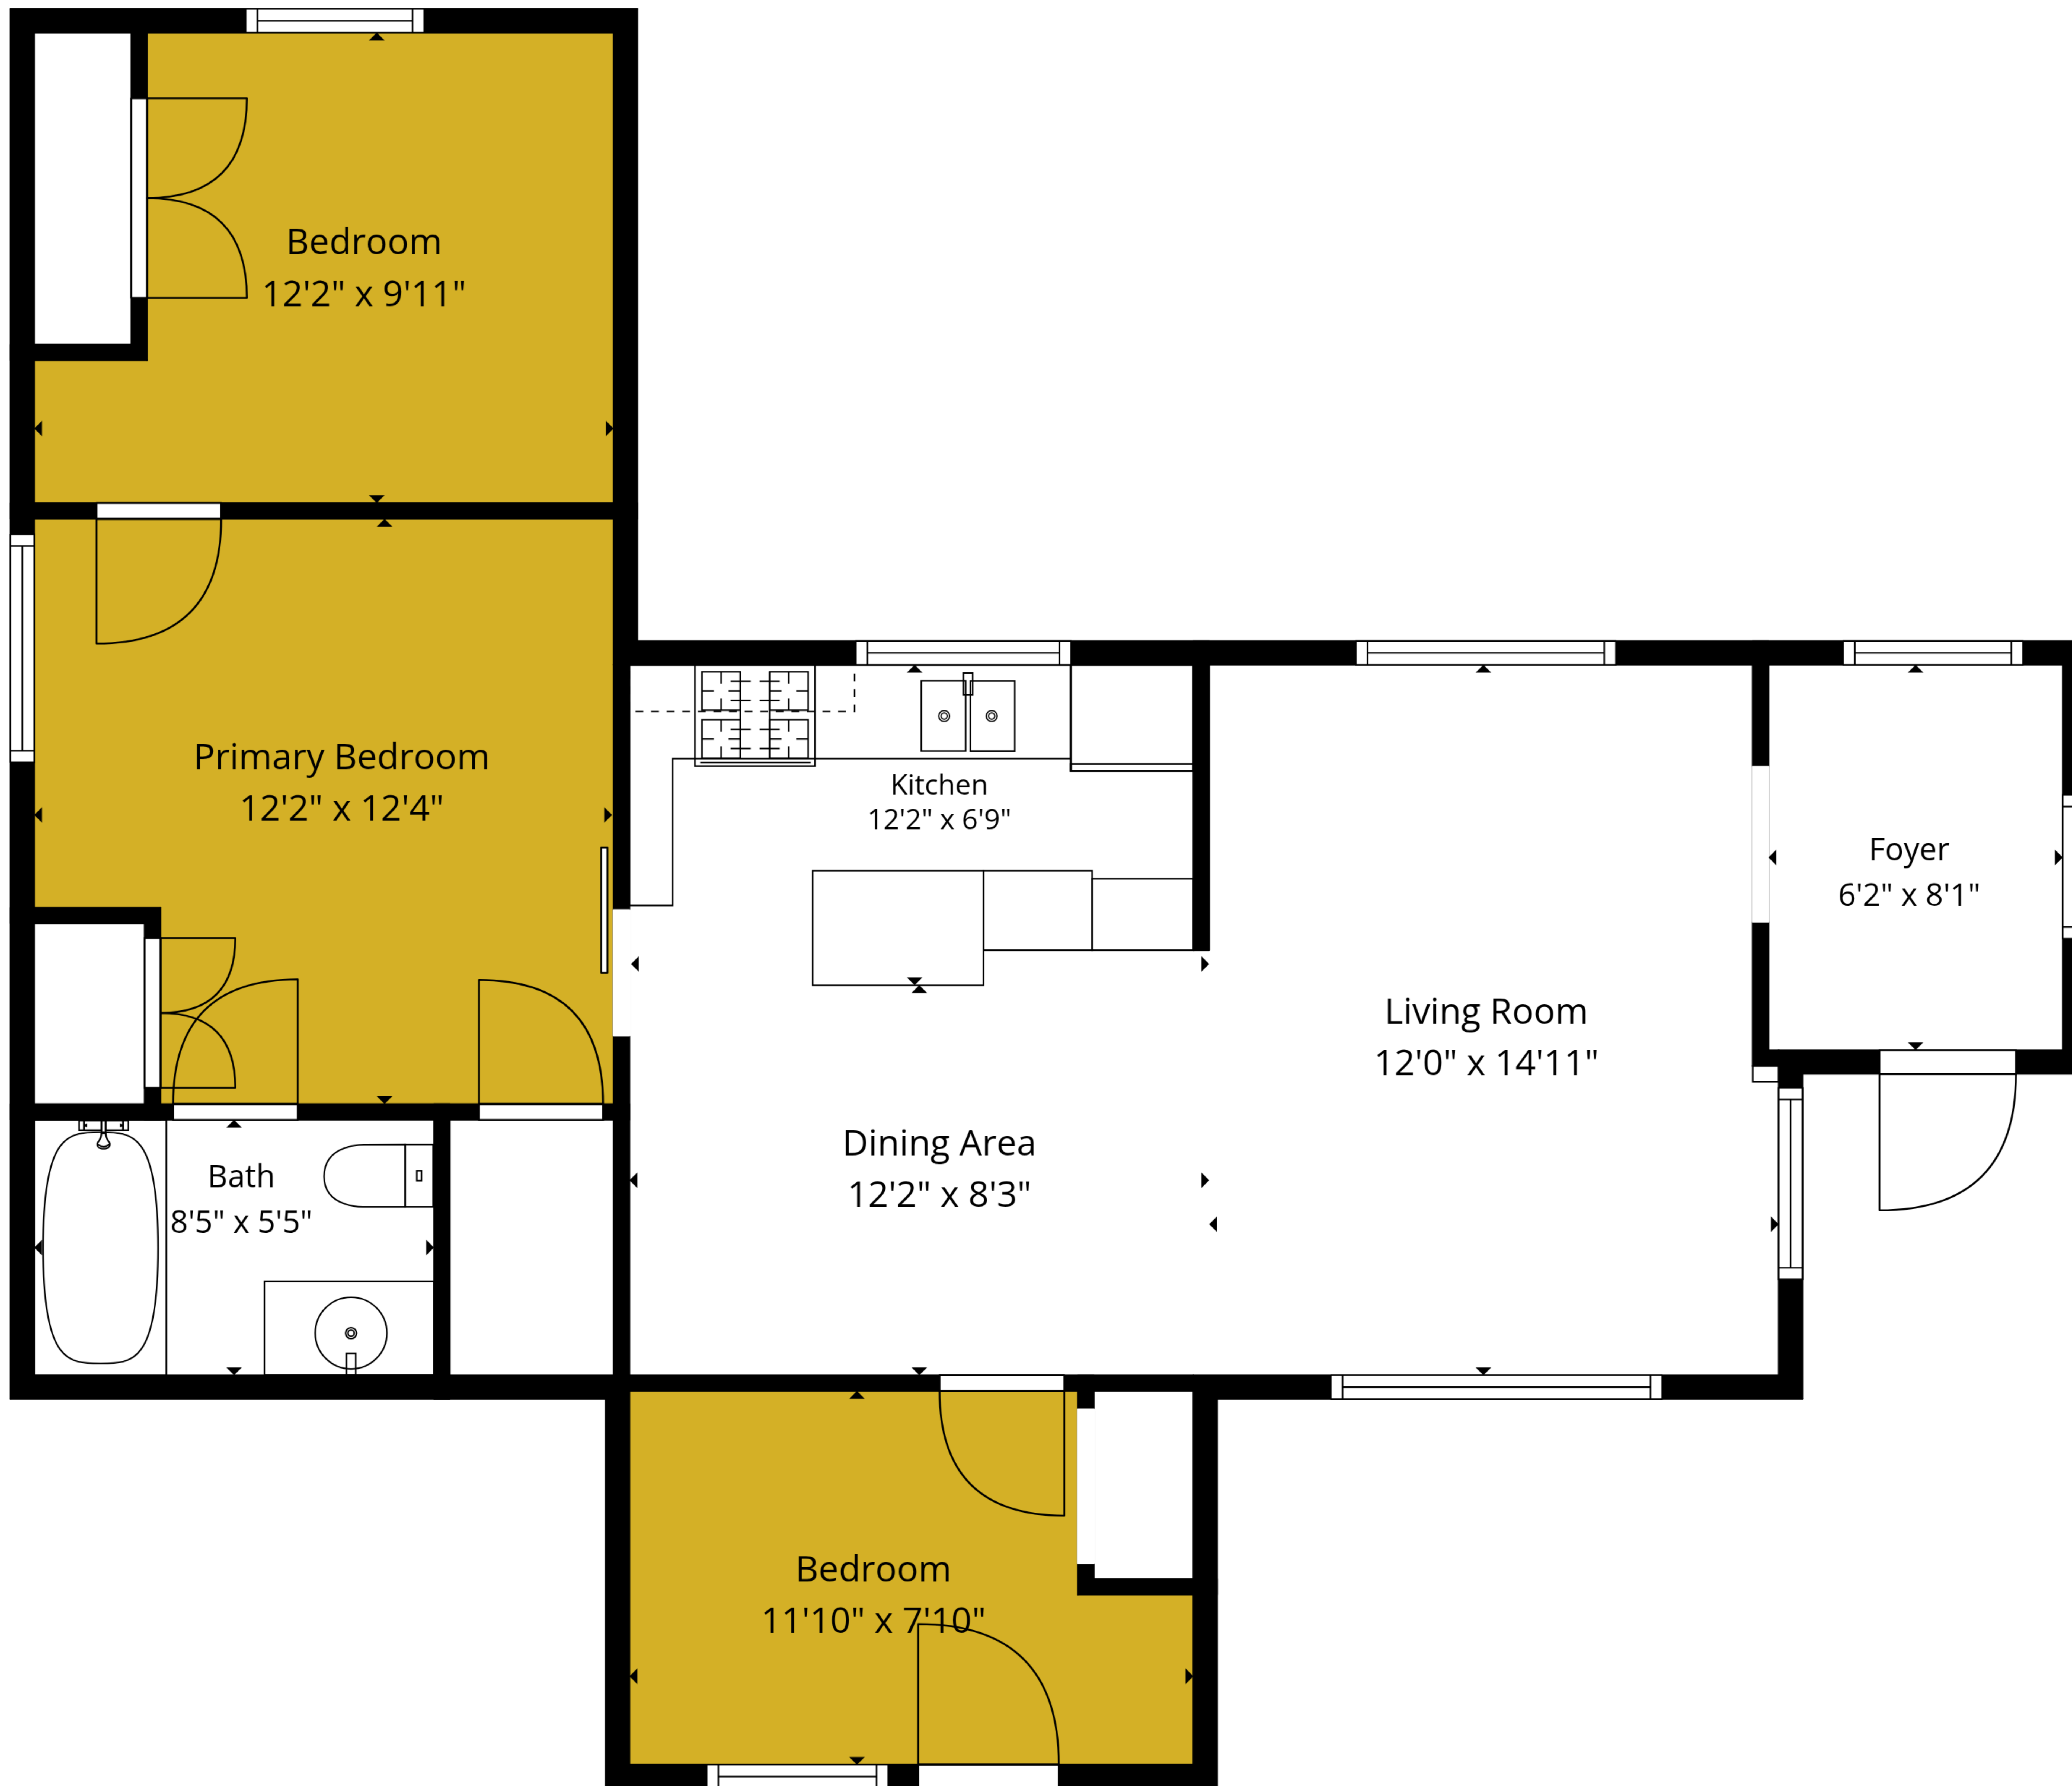 Bedroom
12'2" x 9'11"
Primary Bedroom
12'2" x 12'4"
Kitchen
12'2" x 6'9"
Foyer
6'2" x 8'1"
Living Room
12'0" x 14'11"
Dining Area
12'2" x 8'3"
Bath
8'5" x 5'5"
Bedroom
11'10" x 7'10"